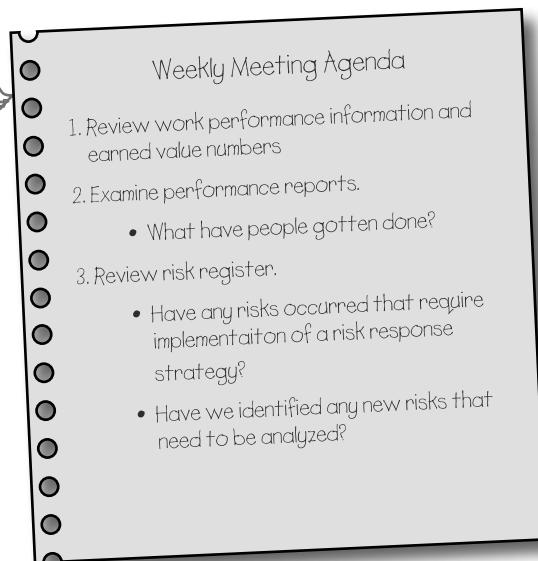 Weekly Meeting Agenda
1. Review work performance information and
earned value numbers
2. Examine performance reports.
• What have people gotten done?
3. Review risk register.
• Have any risks occurred that require
implementaiton of a risk response
strategy?
• Have we identified any new risks that
need to be analyzed?